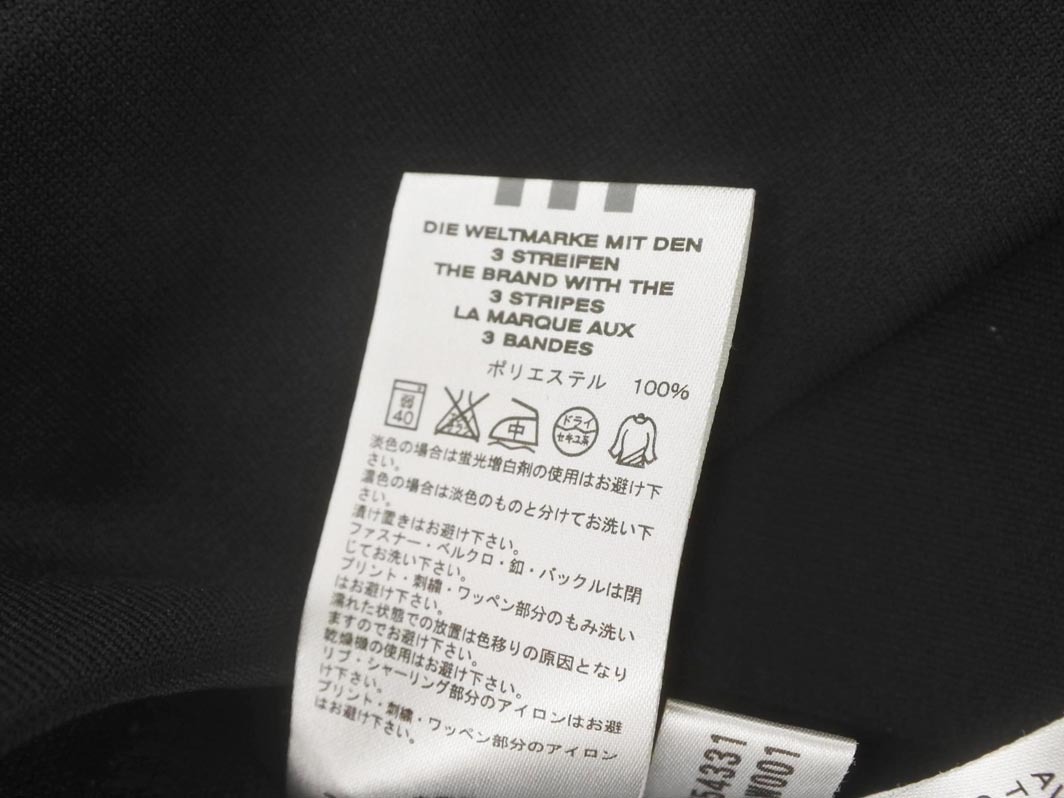 DIE WELTMARKE MIT DEN
3 STREIFEN
THE BRAND WITH THE
3 STRIPES
LA MARQUE AUX
3 BANDES
ポリエステル 100%
弱 40 中 ドライ セキユ系
淡色の場合は蛍光増白剤の使用はお避け下
さい。
濃色の場合は淡色のものと分けてお洗い下
さい。
漬け置きはお避け下さい。
ファスナー・ベルクロ・釦・バックルは閉
じてお洗い下さい。
プリント・刺繍・ワッペン部分のもみ洗い
はお避け下さい。
濡れた状態での放置は色移りの原因となり
ますのでお避け下さい。
乾燥機の使用はお避け下さい。
リブ・シャーリング部分のアイロンはお避
け下さい。
プリント・刺繍・ワッペン部分のアイロン
はお避け下さい。
54331
W001